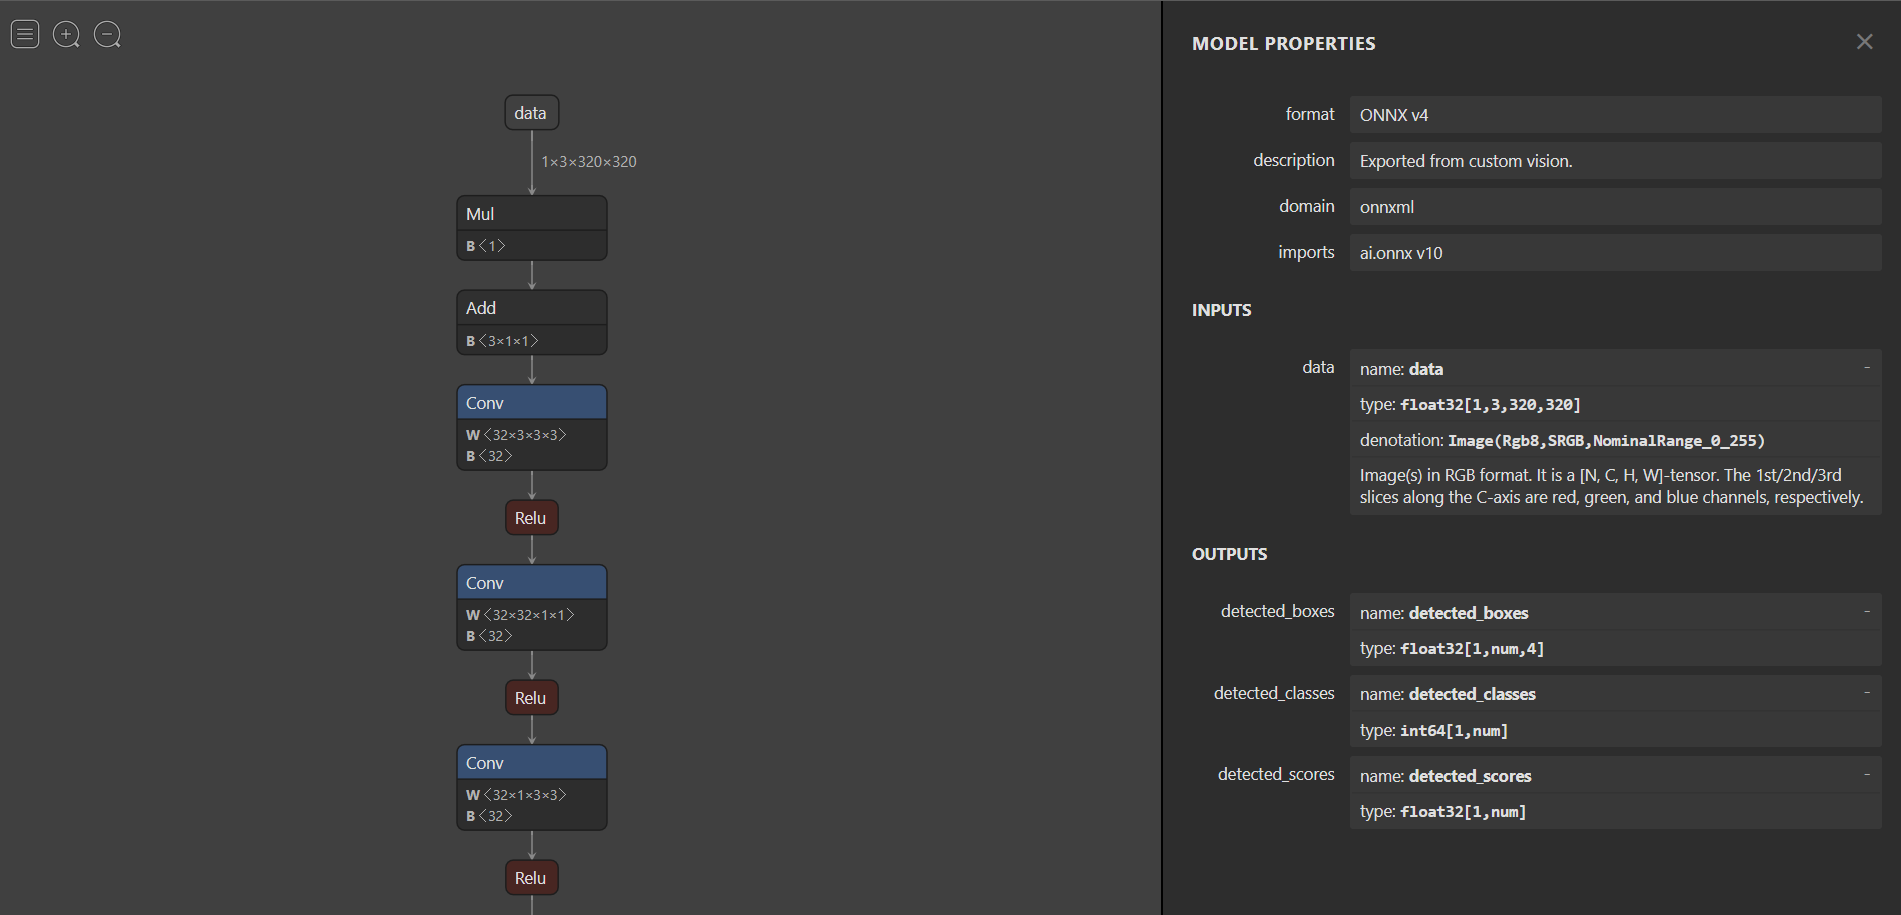 data
1×3×320×320
Mul
B〈1〉
Add
B〈3×1×1〉
Conv
W〈32×3×3×3〉
B〈32〉
Relu
Conv
W〈32×32×1×1〉
B〈32〉
Relu
Conv
W〈32×1×3×3〉
B〈32〉
Relu
MODEL PROPERTIES
format ONNX v4
description Exported from custom vision.
domain onnxml
imports ai.onnx v10
INPUTS
data name: data -
type: float32[1,3,320,320]
denotation: Image(Rgb8,SRGB,NominalRange_0_255)
Image(s) in RGB format. It is a [N, C, H, W]-tensor. The 1st/2nd/3rd
slices along the C-axis are red, green, and blue channels, respectively.
OUTPUTS
detected_boxes name: detected_boxes -
type: float32[1,num,4]
detected_classes name: detected_classes -
type: int64[1,num]
detected_scores name: detected_scores -
type: float32[1,num]